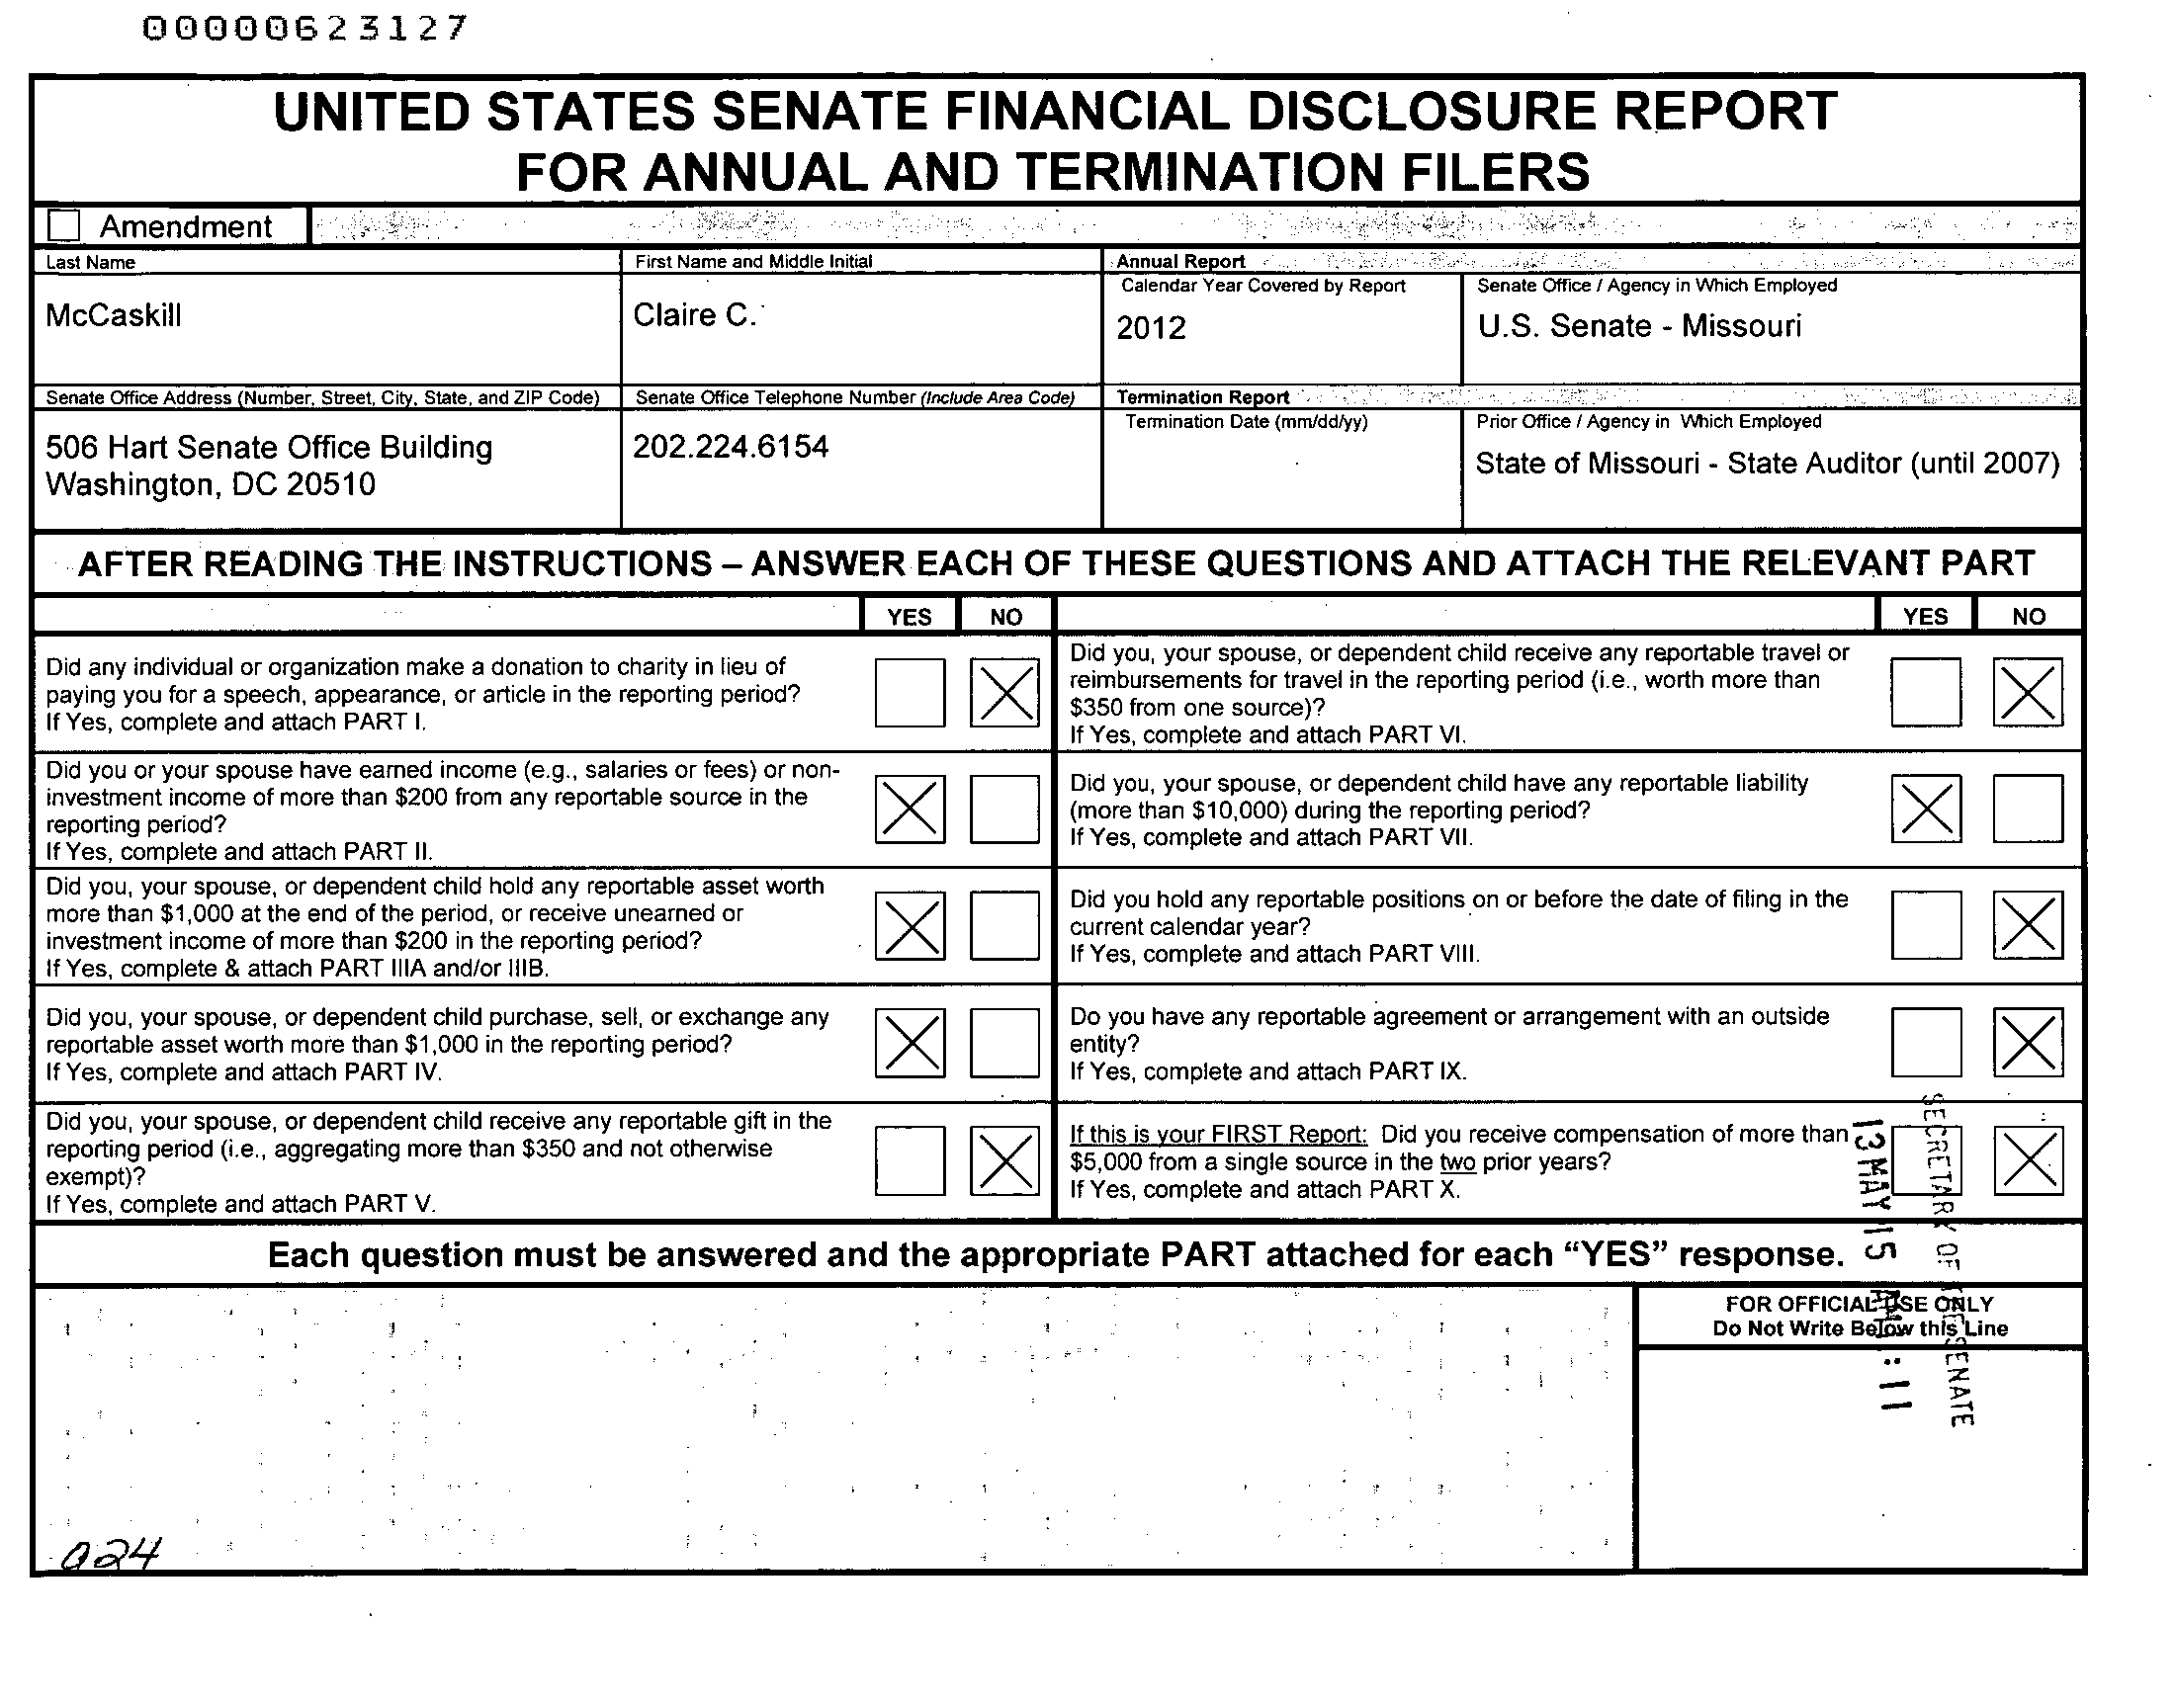 00000623127
UNITED STATES SENATE FINANCIAL DISCLOSURE REPORT
FOR ANNUAL AND TERMINATION FILERS
Amendment
Last Name
First Name and Middle Initial
Annual Report
Calendar Year Covered by Report
Senate Office / Agency in Which Employed
McCaskill
Claire C.
2012
U.S. Senate - Missouri
Senate Office Address (Number, Street, City, State, and ZIP Code)
Senate Office Telephone Number (Include Area Code)
Termination Report
Termination Date (mm/dd/yy)
Prior Office / Agency in Which Employed
506 Hart Senate Office Building
Washington, DC 20510
202.224.6154
State of Missouri - State Auditor (until 2007)
AFTER READING THE INSTRUCTIONS – ANSWER EACH OF THESE QUESTIONS AND ATTACH THE RELEVANT PART
YES NO
YES NO
Did any individual or organization make a donation to charity in lieu of
paying you for a speech, appearance, or article in the reporting period?
If Yes, complete and attach PART I.
Did you, your spouse, or dependent child receive any reportable travel or
reimbursements for travel in the reporting period (i.e., worth more than
$350 from one source)?
If Yes, complete and attach PART VI.
Did you or your spouse have earned income (e.g., salaries or fees) or non-
investment income of more than $200 from any reportable source in the
reporting period?
If Yes, complete and attach PART II.
Did you, your spouse, or dependent child have any reportable liability
(more than $10,000) during the reporting period?
If Yes, complete and attach PART VII.
Did you, your spouse, or dependent child hold any reportable asset worth
more than $1,000 at the end of the period, or receive unearned or
investment income of more than $200 in the reporting period?
If Yes, complete & attach PART IIIA and/or IIIB.
Did you hold any reportable positions on or before the date of filing in the
current calendar year?
If Yes, complete and attach PART VIII.
Did you, your spouse, or dependent child purchase, sell, or exchange any
reportable asset worth more than $1,000 in the reporting period?
If Yes, complete and attach PART IV.
Do you have any reportable agreement or arrangement with an outside
entity?
If Yes, complete and attach PART IX.
Did you, your spouse, or dependent child receive any reportable gift in the
reporting period (i.e., aggregating more than $350 and not otherwise
exempt)?
If Yes, complete and attach PART V.
If this is your FIRST Report: Did you receive compensation of more than
$5,000 from a single source in the two prior years?
If Yes, complete and attach PART X.
Each question must be answered and the appropriate PART attached for each “YES” response.
FOR OFFICIAL USE ONLY
Do Not Write Below this Line
SECRETARY OF THE SENATE
13 MAY 15